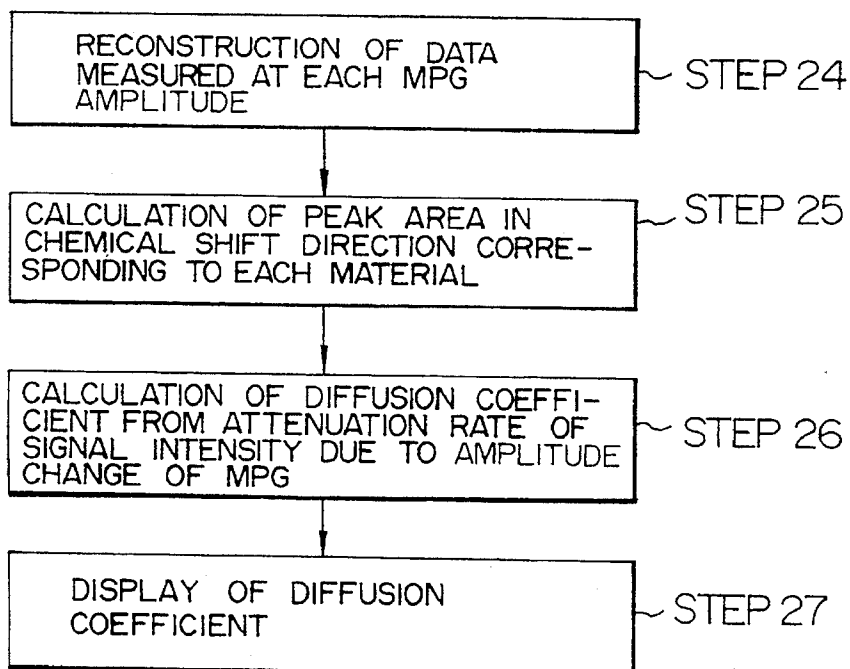 RECONSTRUCTION OF DATA
MEASURED AT EACH MPG
AMPLITUDE
STEP 24
CALCULATION OF PEAK AREA IN
CHEMICAL SHIFT DIRECTION CORRE-
SPONDING TO EACH MATERIAL
STEP 25
CALCULATION OF DIFFUSION COEFFI-
CIENT FROM ATTENUATION RATE OF
SIGNAL INTENSITY DUE TO AMPLITUDE
CHANGE OF MPG
STEP 26
DISPLAY OF DIFFUSION
COEFFICIENT
STEP 27